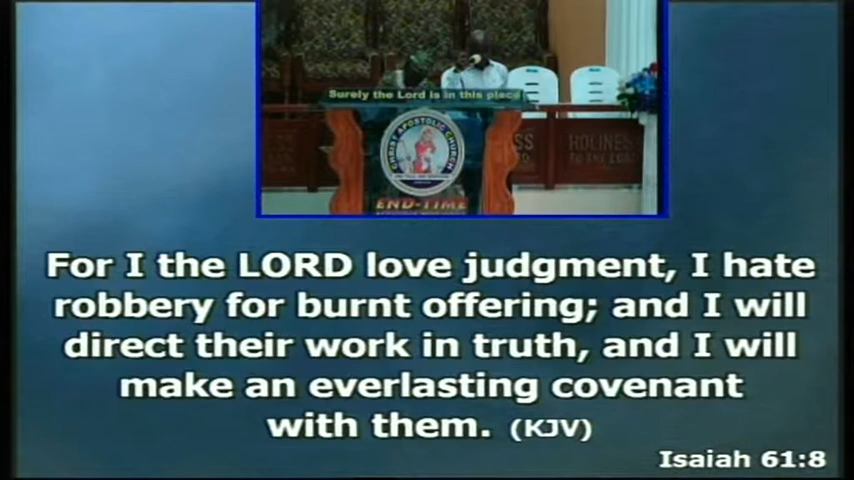 Surely the Lord is in this place
CHRIST APOSTOLIC CHURCH
END-TIME
SS
HOLINESS
TO THE LORD
For I the LORD love judgment, I hate
robbery for burnt offering; and I will
direct their work in truth, and I will
make an everlasting covenant
with them. (KJV)
Isaiah 61:8